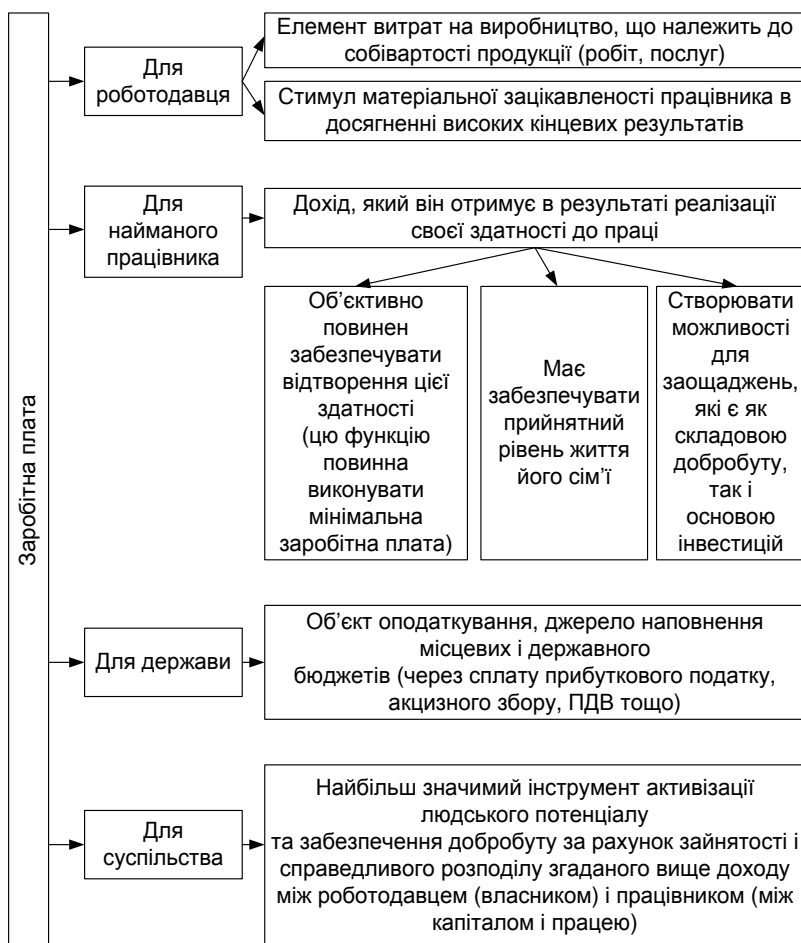 Заробітна плата
Для
роботодавця
Елемент витрат на виробництво, що належить до
собівартості продукції (робіт, послуг)
Стимул матеріальної зацікавленості працівника в
досягненні високих кінцевих результатів
Для
найманого
працівника
Дохід, який він отримує в результаті реалізації
своєї здатності до праці
Об’єктивно
повинен
забезпечувати
відтворення цієї
здатності
(цю функцію
повинна
виконувати
мінімальна
заробітна плата)
Має
забезпечувати
прийнятний
рівень життя
його сім’ї
Створювати
можливості
для
заощаджень,
які є як
складовою
добробуту,
так і
основою
інвестицій
Для держави
Об’єкт оподаткування, джерело наповнення
місцевих і державного
бюджетів (через сплату прибуткового податку,
акцизного збору, ПДВ тощо)
Для
суспільства
Найбільш значимий інструмент активізації
людського потенціалу
та забезпечення добробуту за рахунок зайнятості і
справедливого розподілу згаданого вище доходу
між роботодавцем (власником) і працівником (між
капіталом і працею)